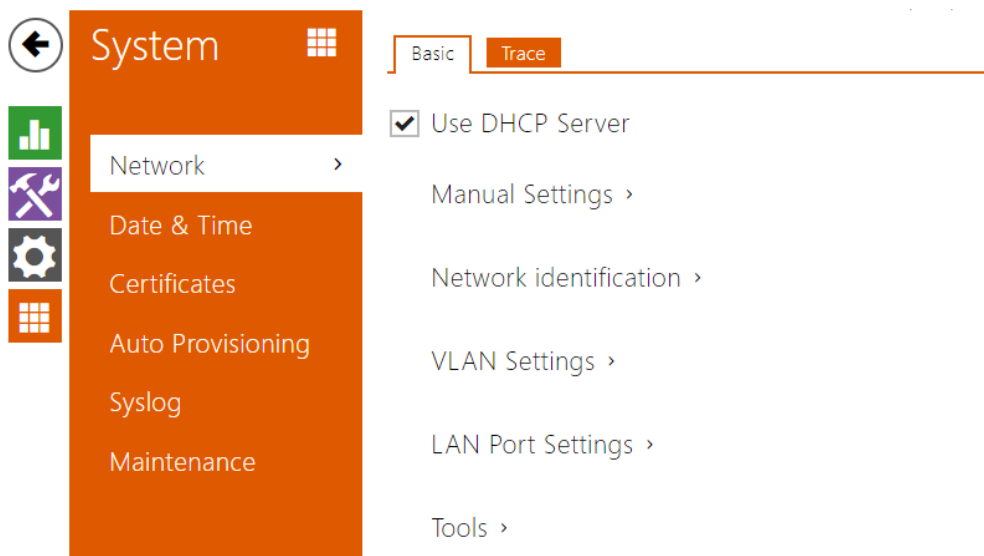 System
Network
Date & Time
Certificates
Auto Provisioning
Syslog
Maintenance
Basic
Trace
Use DHCP Server
Manual Settings
Network identification
VLAN Settings
LAN Port Settings
Tools